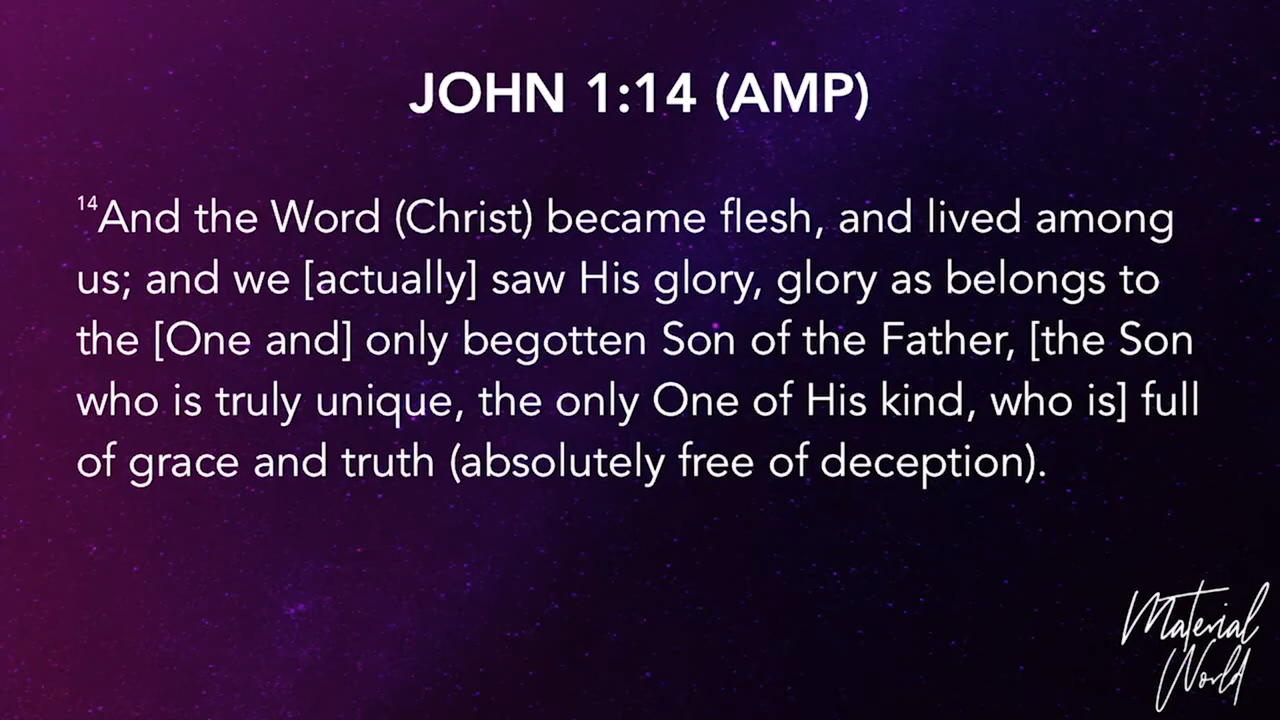 JOHN 1:14 (AMP)
14And the Word (Christ) became flesh, and lived among
us; and we [actually] saw His glory, glory as belongs to
the [One and] only begotten Son of the Father, [the Son
who is truly unique, the only One of His kind, who is] full
of grace and truth (absolutely free of deception).
Material
World